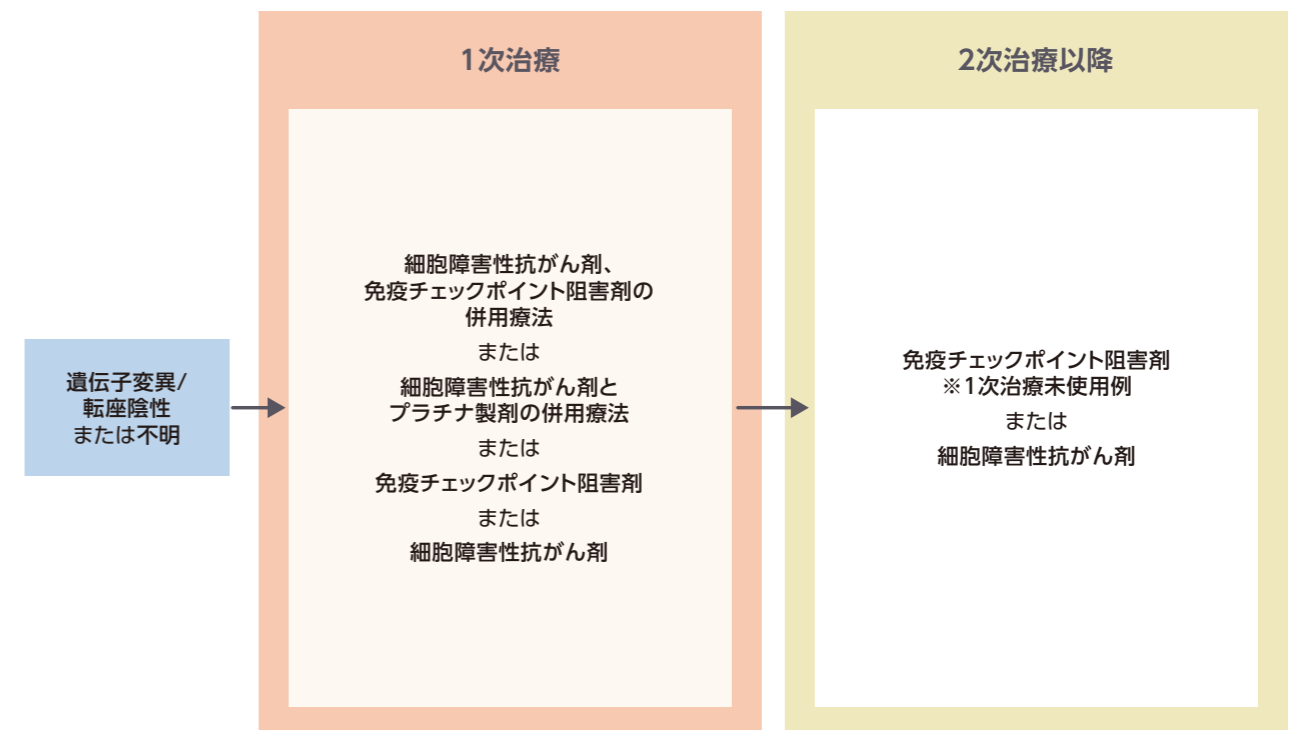 遺伝子変異/
転座陰性
または不明
1次治療
細胞障害性抗がん剤、
免疫チェックポイント阻害剤の
併用療法
または
細胞障害性抗がん剤と
プラチナ製剤の併用療法
または
免疫チェックポイント阻害剤
または
細胞障害性抗がん剤
2次治療以降
免疫チェックポイント阻害剤
※1次治療未使用例
または
細胞障害性抗がん剤